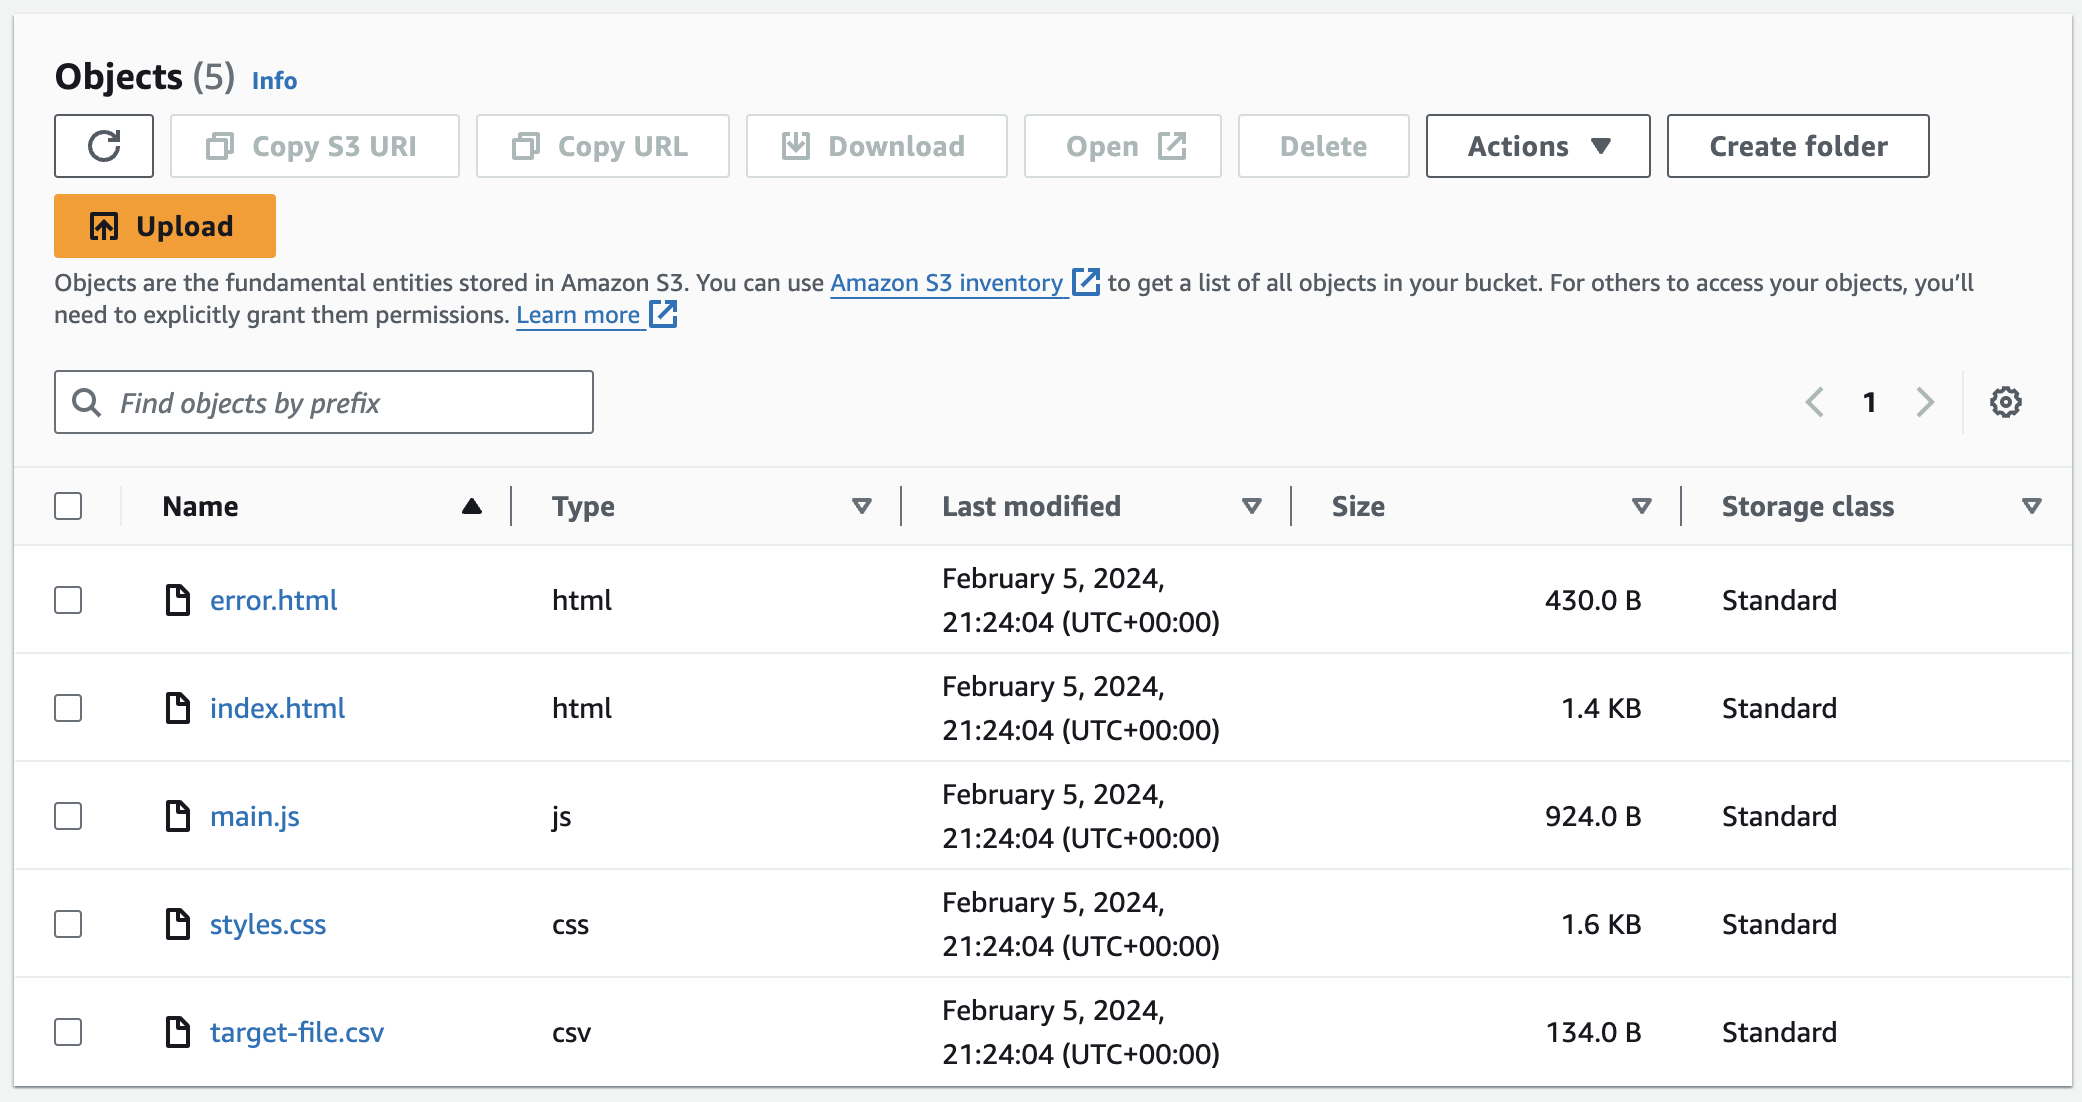 Objects (5) Info
Copy S3 URI Copy URL Download Open Delete Actions Create folder
Upload
Objects are the fundamental entities stored in Amazon S3. You can use Amazon S3 inventory to get a list of all objects in your bucket. For others to access your objects, you'll
need to explicitly grant them permissions. Learn more
Find objects by prefix 1
Name Type Last modified Size Storage class
error.html html February 5, 2024, 430.0 B Standard
21:24:04 (UTC+00:00)
index.html html February 5, 2024, 1.4 KB Standard
21:24:04 (UTC+00:00)
main.js js February 5, 2024, 924.0 B Standard
21:24:04 (UTC+00:00)
styles.css css February 5, 2024, 1.6 KB Standard
21:24:04 (UTC+00:00)
target-file.csv csv February 5, 2024, 134.0 B Standard
21:24:04 (UTC+00:00)